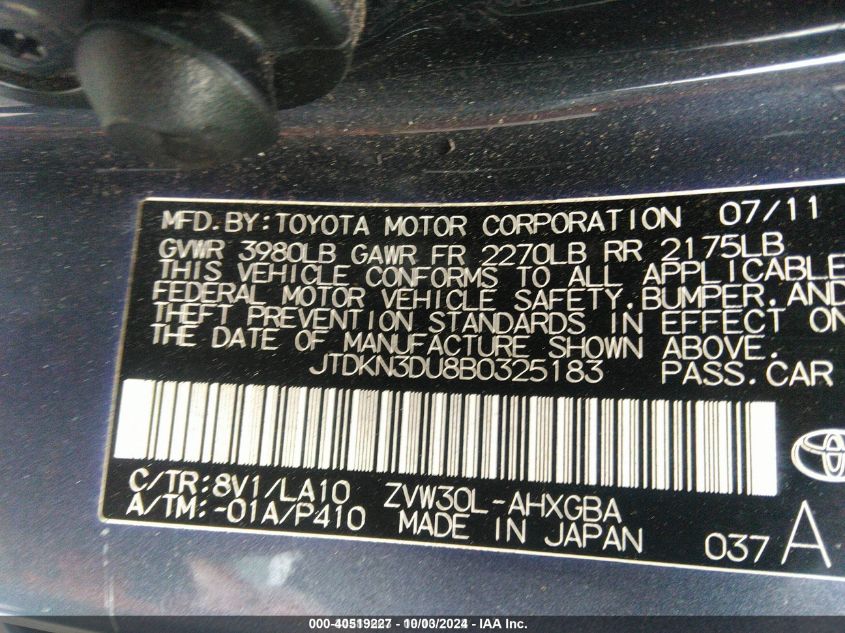 MFD.BY:TOYOTA MOTOR CORPORATION 07/11
GVWR 3980LB GAWR FR 2270LB RR 2175LB
THIS VEHICLE CONFORMS TO ALL APPLICABLE
FEDERAL MOTOR VEHICLE SAFETY,BUMPER,AND
THEFT PREVENTION STANDARDS IN EFFECT ON
THE DATE OF MANUFACTURE SHOWN ABOVE.
JTDKN3DU8B0325183 PASS.CAR
C/TR:8V1/LA10 ZVW30L-AHXGBA
A/TM:-01A/P410 MADE IN JAPAN 037 A
000-40519227 - 10/03/2024 - IAA Inc.